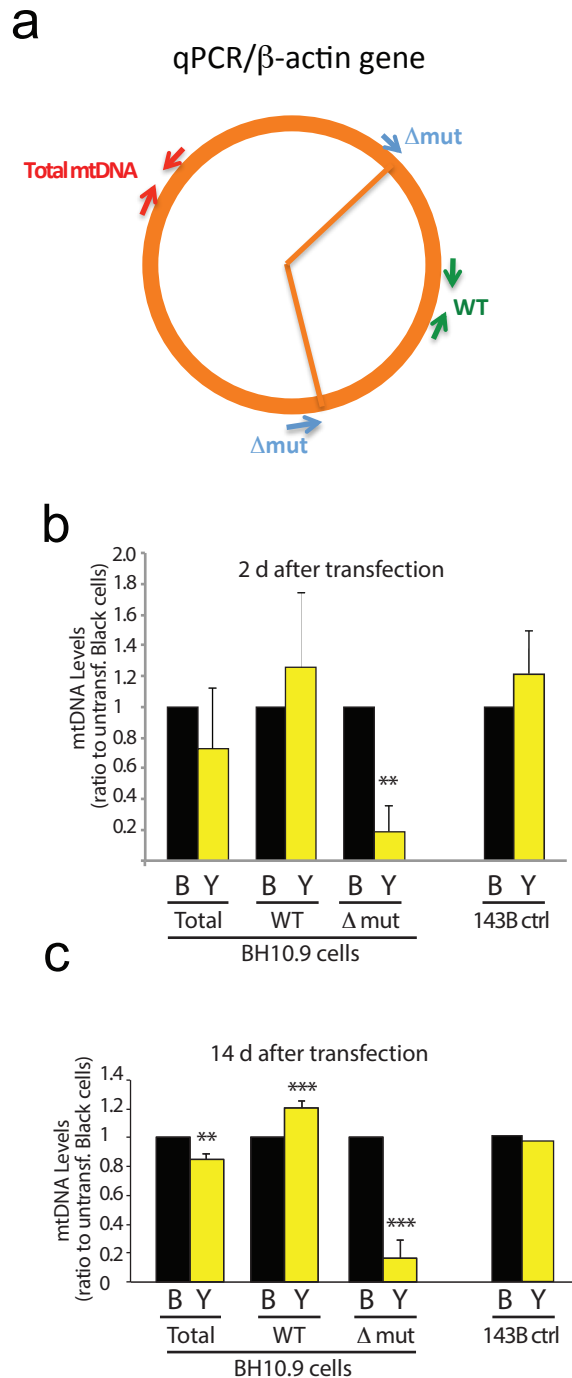 a
qPCR/β-actin gene
Δmut
Total mtDNA
WT
Δmut
b
2 d after transfection
mtDNA Levels
(ratio to untransf. Black cells)
2.0
1.8
1.6
1.4
1.2
1
0.8
0.6
0.4
0.2
**
B Y B Y B Y B Y
Total WT Δ mut 143B ctrl
BH10.9 cells
c
14 d after transfection
mtDNA Levels
(ratio to untransf. Black cells)
1.4
1.2
1
0.8
0.6
0.4
0.2
0
** *** ***
B Y B Y B Y B Y
Total WT Δ mut 143B ctrl
BH10.9 cells